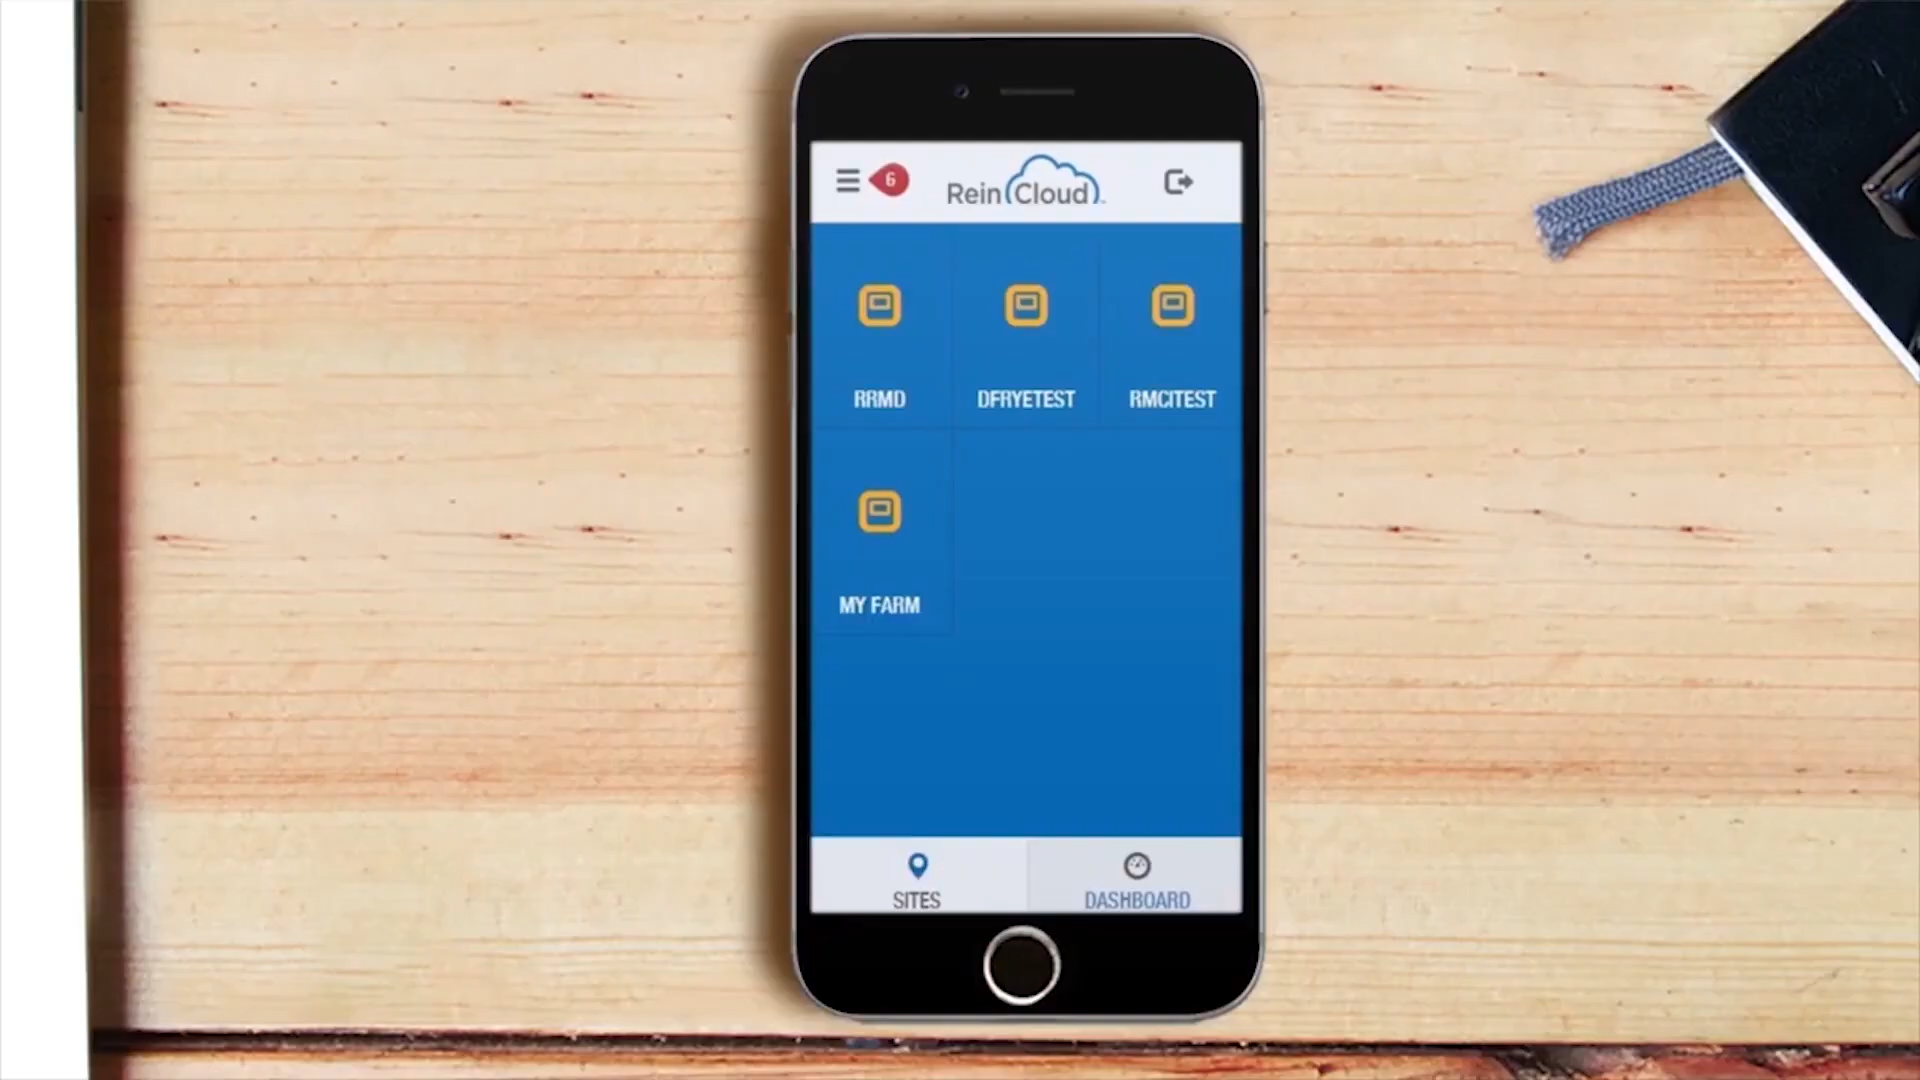 6
Rein Cloud
RRMD DFRYETEST RMCITEST
MY FARM
SITES DASHBOARD